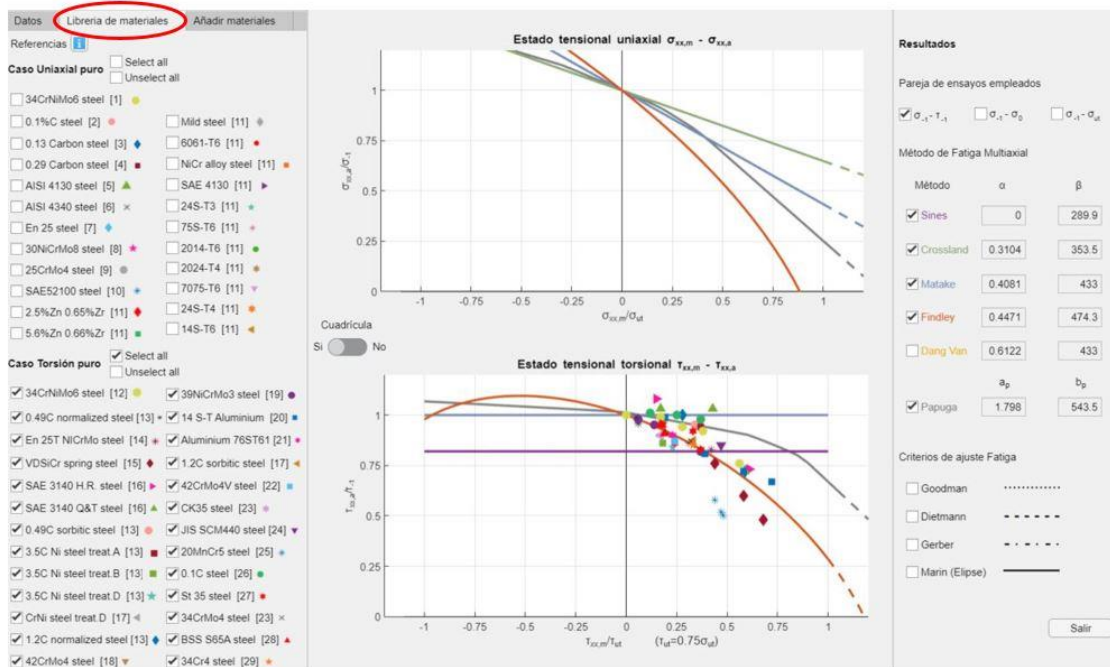 Datos Libreria de materiales Añadir materiales
Referencias i
Caso Uniaxial puro
Select all
Unselect all
34CrNiMo6 steel [1]
0.1%C steel [2]
0.13 Carbon steel [3]
0.29 Carbon steel [4]
AISI 4130 steel [5]
AISI 4340 steel [6]
En 25 steel [7]
30NiCrMo8 steel [8]
25CrMo4 steel [9]
SAE52100 steel [10]
2.5%Zn 0.65%Zr [11]
5.6%Zn 0.66%Zr [11]
Mild steel [11]
6061-T6 [11]
NiCr alloy steel [11]
SAE 4130 [11]
24S-T3 [11]
75S-T6 [11]
2014-T6 [11]
2024-T4 [11]
7075-T6 [11]
24S-T4 [11]
14S-T6 [11]
Caso Torsión puro
Select all
Unselect all
34CrNiMo6 steel [12]
0.49C normalized steel [13]
En 25T NICrMo steel [14]
VDSiCr spring steel [15]
SAE 3140 H.R. steel [16]
SAE 3140 Q&T steel [16]
0.49C sorbitic steel [13]
3.5C Ni steel treat.A [13]
3.5C Ni steel treat.B [13]
3.5C Ni steel treat.D [13]
CrNi steel treat.D [17]
1.2C normalized steel [13]
42CrMo4 steel [18]
39NiCrMo3 steel [19]
14 S-T Aluminium [20]
Aluminium 76ST61 [21]
1.2C sorbitic steel [17]
42CrMo4V steel [22]
CK35 steel [23]
JIS SCM440 steel [24]
20MnCr5 steel [25]
0.1C steel [26]
St 35 steel [27]
34CrMo4 steel [23]
BSS S65A steel [28]
34Cr4 steel [29]
Estado tensional uniaxial σxx,m - σxx,a
σxx,a/σ-1
1
0.75
0.5
0.25
0
-1 -0.75 -0.5 -0.25 0 0.25 0.5 0.75 1
σxx,m/σut
Cuadrícula
Si No
Estado tensional torsional τxx,m - τxx,a
τxx,a/τ-1
1
0.75
0.5
0.25
0
-1 -0.75 -0.5 -0.25 0 0.25 0.5 0.75 1
τxx,m/τut (τut=0.75σut)
Resultados
Pareja de ensayos empleados
σ-1 - τ-1 σ-1 - σ0 σ-1 - σut
Método de Fatiga Multiaxial
Método α β
Sines 0 289.9
Crossland 0.3104 353.5
Matake 0.4081 433
Findley 0.4471 474.3
Dang Van 0.6122 433
ap bp
Papuga 1.798 543.5
Criterios de ajuste Fatiga
Goodman
Dietmann
Gerber
Marin (Elipse)
Salir